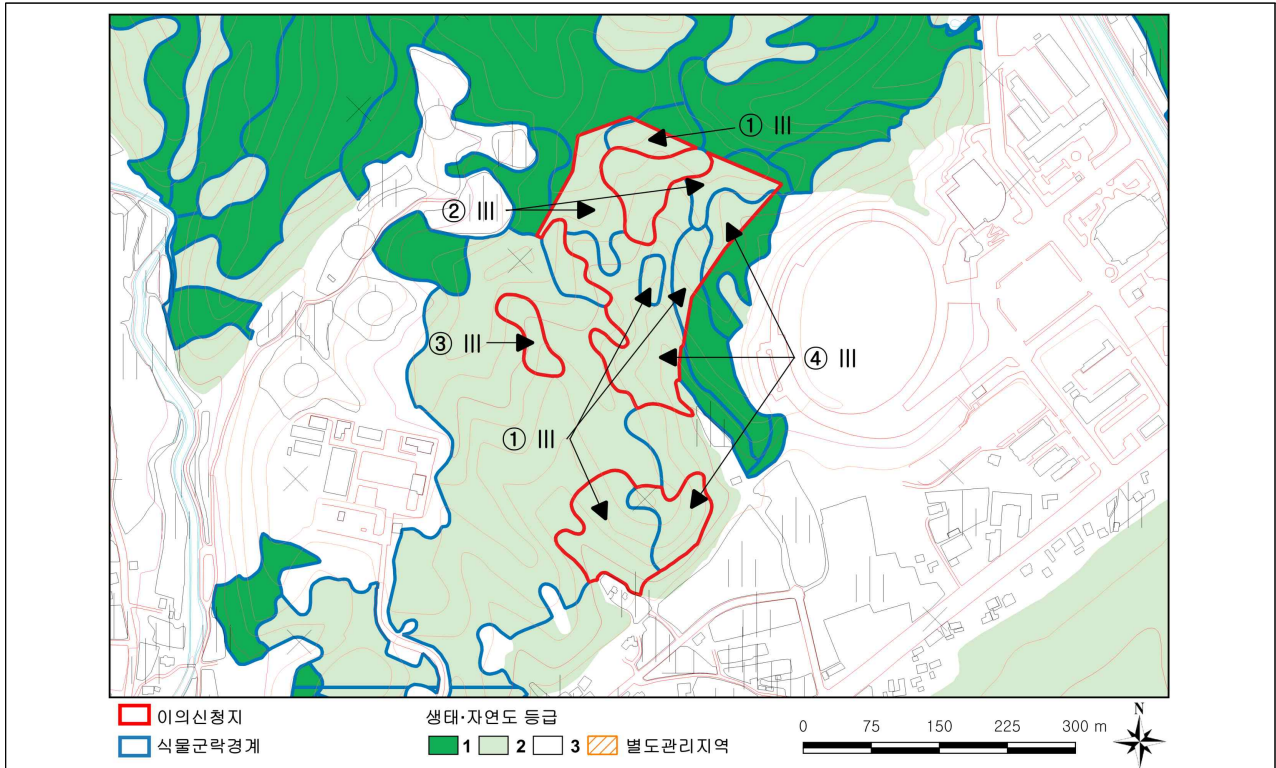 ① III
② III
③ III
④ III
① III
이의신청지
식물군락경계
생태·자연도 등급
1 2 3 별도관리지역
0 75 150 225 300 m
N